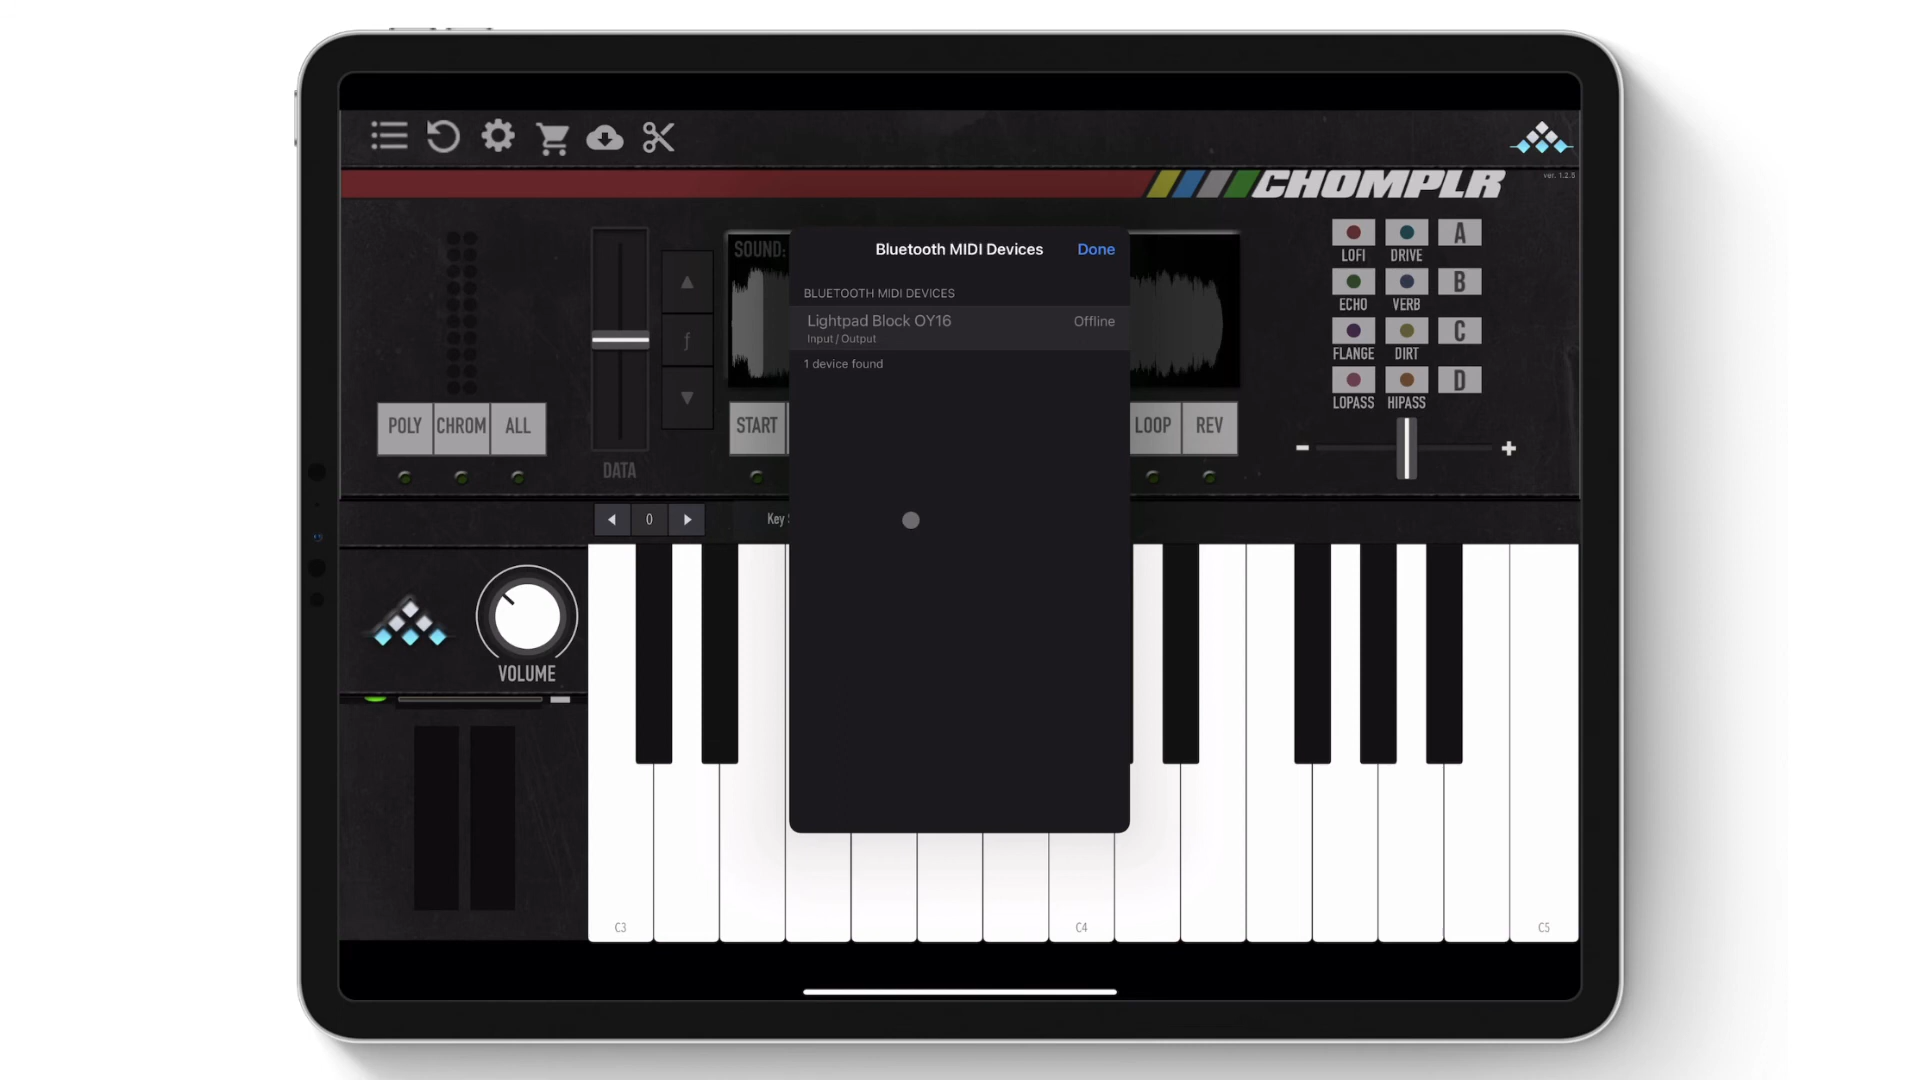 CHOMPLR
ver. 1.2.5
SOUND:
Bluetooth MIDI Devices
Done
BLUETOOTH MIDI DEVICES
Lightpad Block OY16
Offline
Input / Output
1 device found
LOFI
DRIVE
A
ECHO
VERB
B
FLANGE
DIRT
C
LOPASS
HIPASS
D
- +
POLY
CHROM
ALL
f
DATA
START
LOOP
REV
0
Key
VOLUME
C3
C4
C5